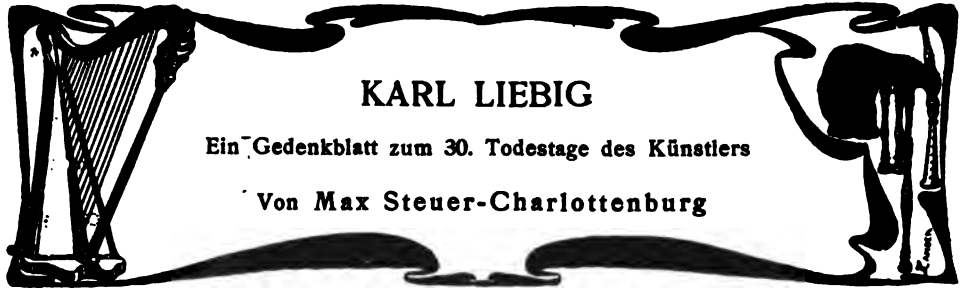 KARL LIEBIG
Ein Gedenkblatt zum 30. Todestage des Künstlers
Von Max Steuer-Charlottenburg